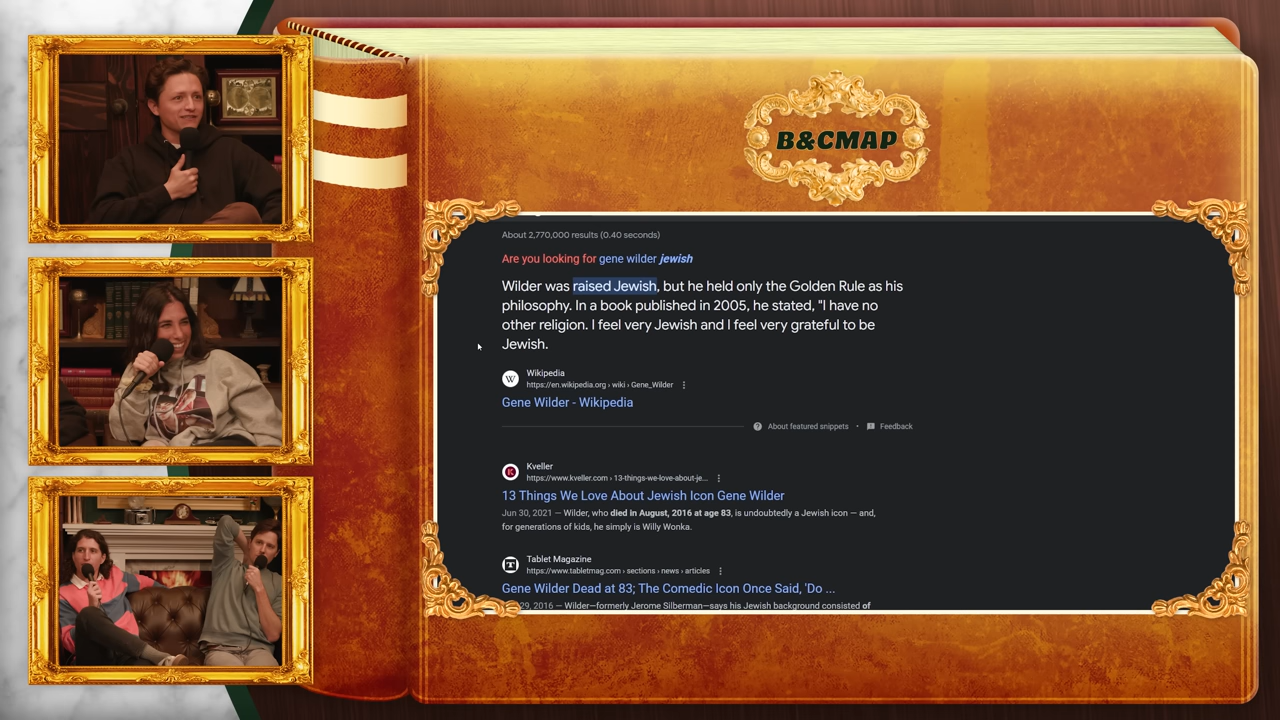 B&CMAP
About 2,770,000 results (0.40 seconds)
Are you looking for gene wilder jewish
Wilder was raised Jewish, but he held only the Golden Rule as his
philosophy. In a book published in 2005, he stated, "I have no
other religion. I feel very Jewish and I feel very grateful to be
Jewish.
W
Wikipedia
https://en.wikipedia.org › wiki › Gene_Wilder
Gene Wilder - Wikipedia
About featured snippets • Feedback
K
Kveller
https://www.kveller.com › 13-things-we-love-about-je...
13 Things We Love About Jewish Icon Gene Wilder
Jun 30, 2021 — Wilder, who died in August, 2016 at age 83, is undoubtedly a Jewish icon — and,
for generations of kids, he simply is Willy Wonka.
T
Tablet Magazine
https://www.tabletmag.com › sections › news › articles
Gene Wilder Dead at 83; The Comedic Icon Once Said, 'Do ...
29, 2016 — Wilder—formerly Jerome Silberman—says his Jewish background consisted of